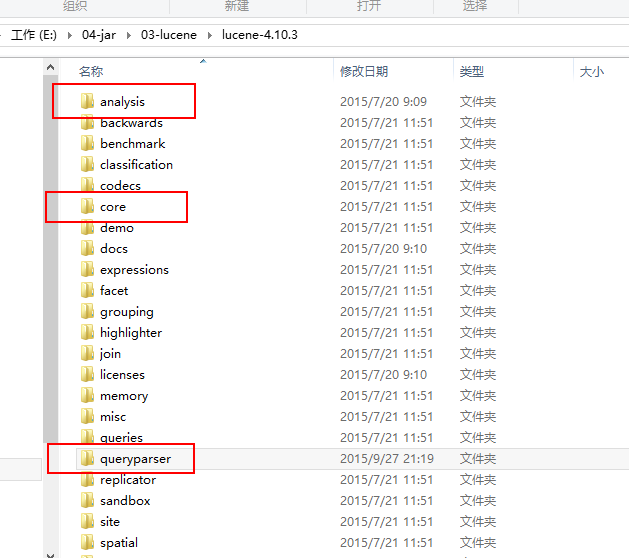 组织 新建 打开 选择
工作 (E:) 04-jar 03-lucene lucene-4.10.3
名称 修改日期 类型 大小
analysis 2015/7/20 9:09 文件夹
backwards 2015/7/21 11:51 文件夹
benchmark 2015/7/21 11:51 文件夹
classification 2015/7/21 11:51 文件夹
codecs 2015/7/21 11:51 文件夹
core 2015/7/21 11:51 文件夹
demo 2015/7/21 11:51 文件夹
docs 2015/7/20 9:10 文件夹
expressions 2015/7/21 11:51 文件夹
facet 2015/7/21 11:51 文件夹
grouping 2015/7/21 11:51 文件夹
highlighter 2015/7/21 11:51 文件夹
join 2015/7/21 11:51 文件夹
licenses 2015/7/20 9:10 文件夹
memory 2015/7/21 11:51 文件夹
misc 2015/7/21 11:51 文件夹
queries 2015/7/21 11:51 文件夹
queryparser 2015/9/27 21:19 文件夹
replicator 2015/7/21 11:51 文件夹
sandbox 2015/7/21 11:51 文件夹
site 2015/7/21 11:51 文件夹
spatial 2015/7/21 11:51 文件夹